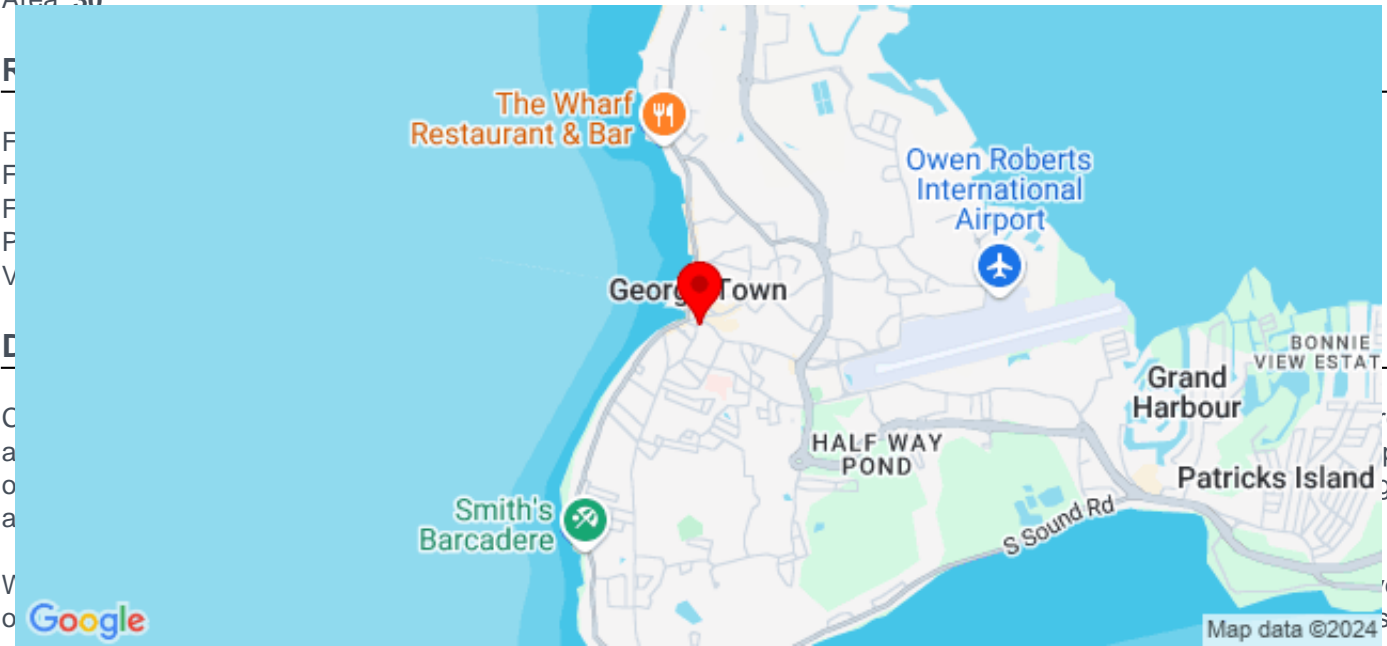 The Wharf
Restaurant & Bar
Owen Roberts
International
Airport
George Town
BONNIE
VIEW ESTAT
Grand
Harbour
HALF WAY
POND
Patricks Island
Smith's
Barcadere
S Sound Rd
Google
Map data ©2024